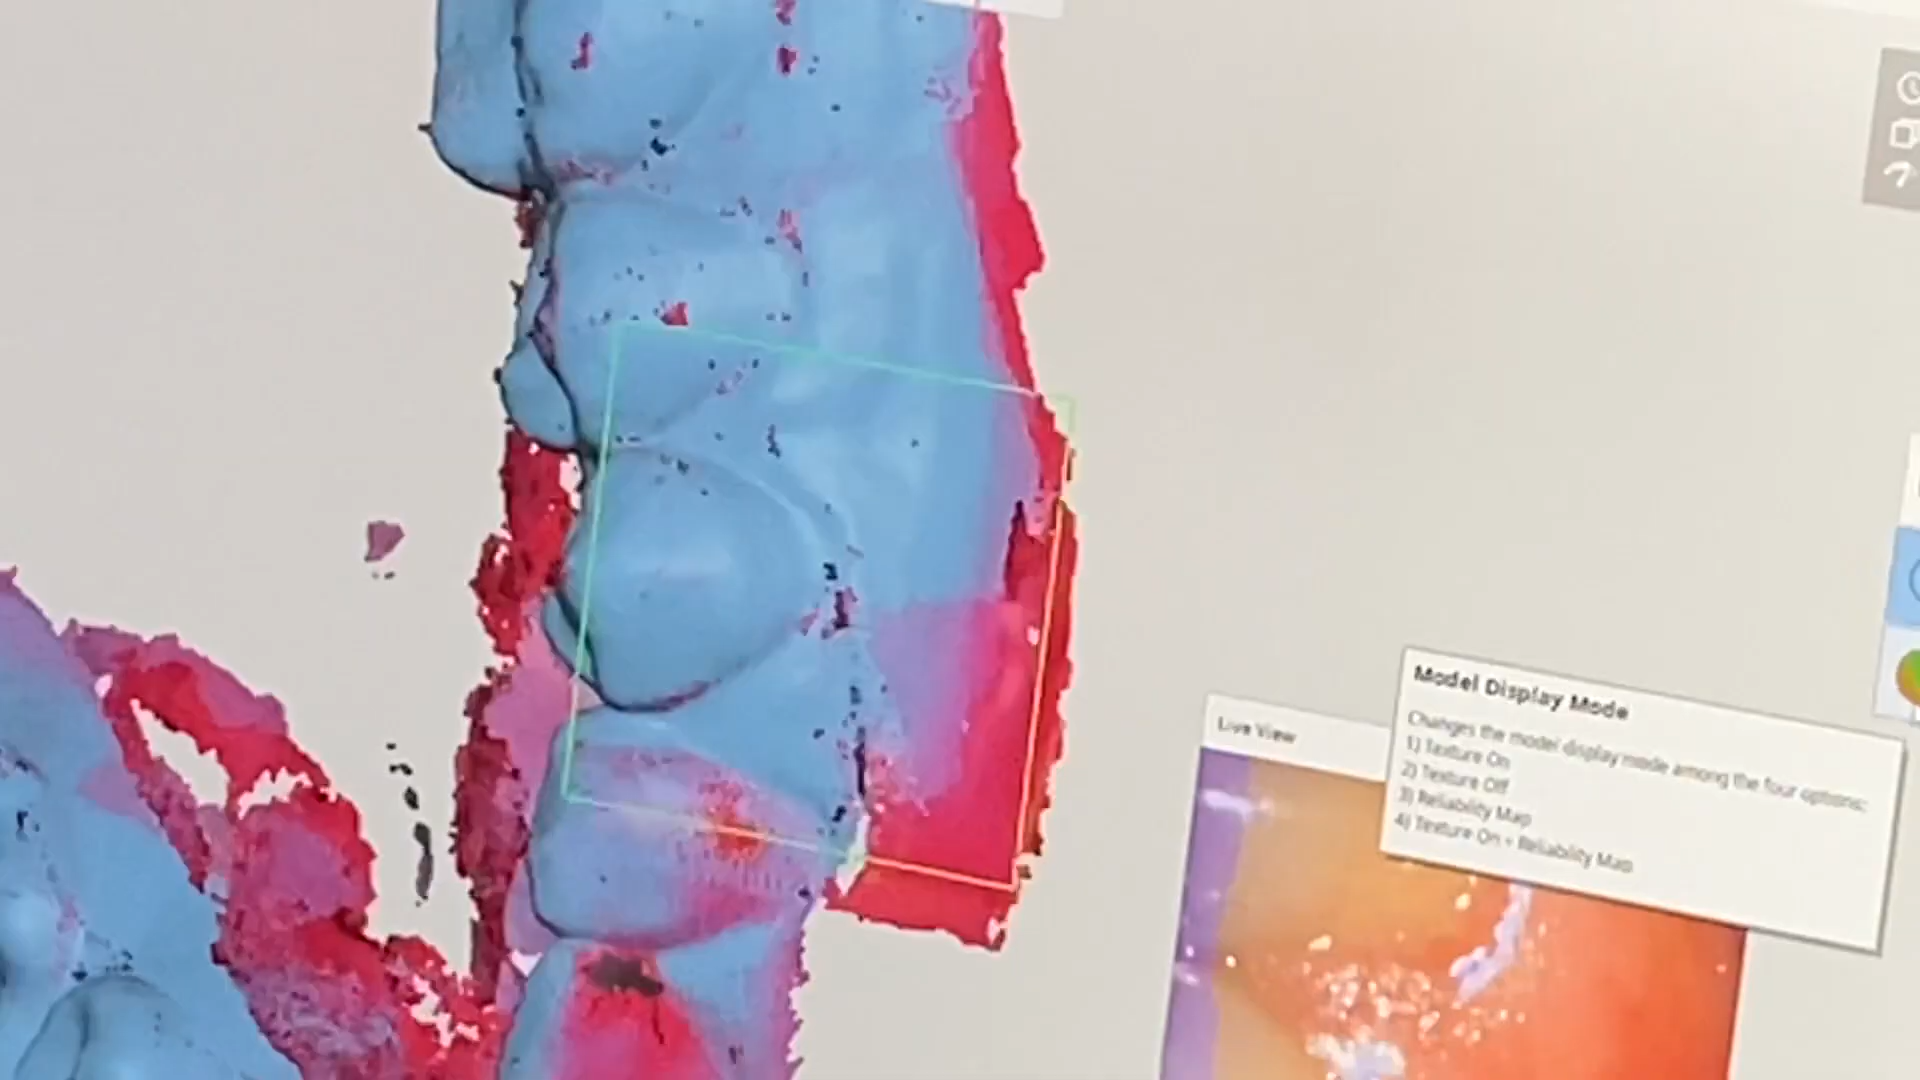 Model Display Mode
Changes the model display mode among the four options:
1) Texture On
2) Texture Off
3) Reliability Map
4) Texture On + Reliability Map
Live View